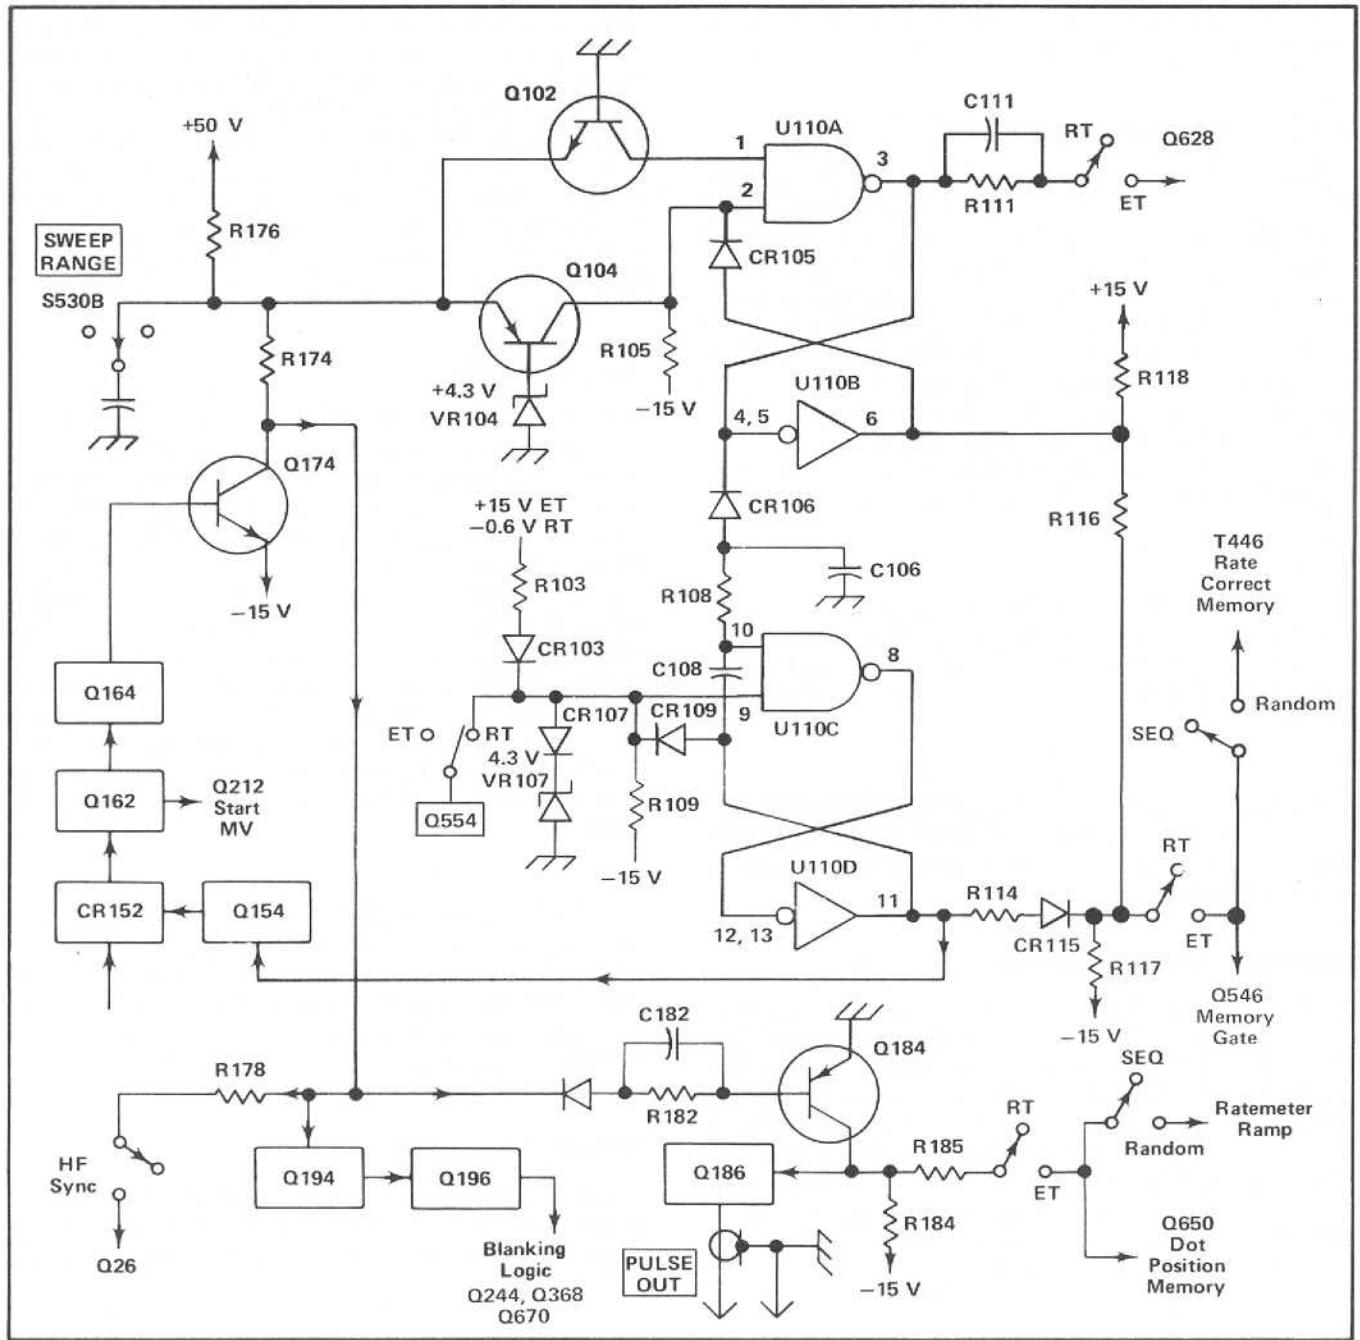 Q102
C111
+50 V
1
U110A
3
RT
Q628
2
R111
ET
R176
SWEEP
RANGE
CR105
S530B
Q104
+15 V
R174
R105
U110B
R118
+4.3 V
VR104
-15 V
4, 5
6
Q174
+15 V ET
-0.6 V RT
CR106
R116
T446
Rate
Correct
Memory
R103
R108
C106
-15 V
10
8
CR103
C108
Q164
9
U110C
Random
ET
RT
CR107
CR109
SEQ
4.3 V
VR107
Q162
Q212
Start
MV
Q554
R109
RT
U110D
-15 V
CR152
Q154
11
R114
12, 13
CR115
ET
R117
Q546
Memory
Gate
-15 V
C182
Q184
SEQ
R178
R182
RT
Ratemeter
Ramp
Random
HF
Sync
Q194
Q196
Q186
R185
ET
R184
Q650
Dot
Position
Memory
Q26
Blanking
Logic
Q244, Q368
Q670
PULSE
OUT
-15 V